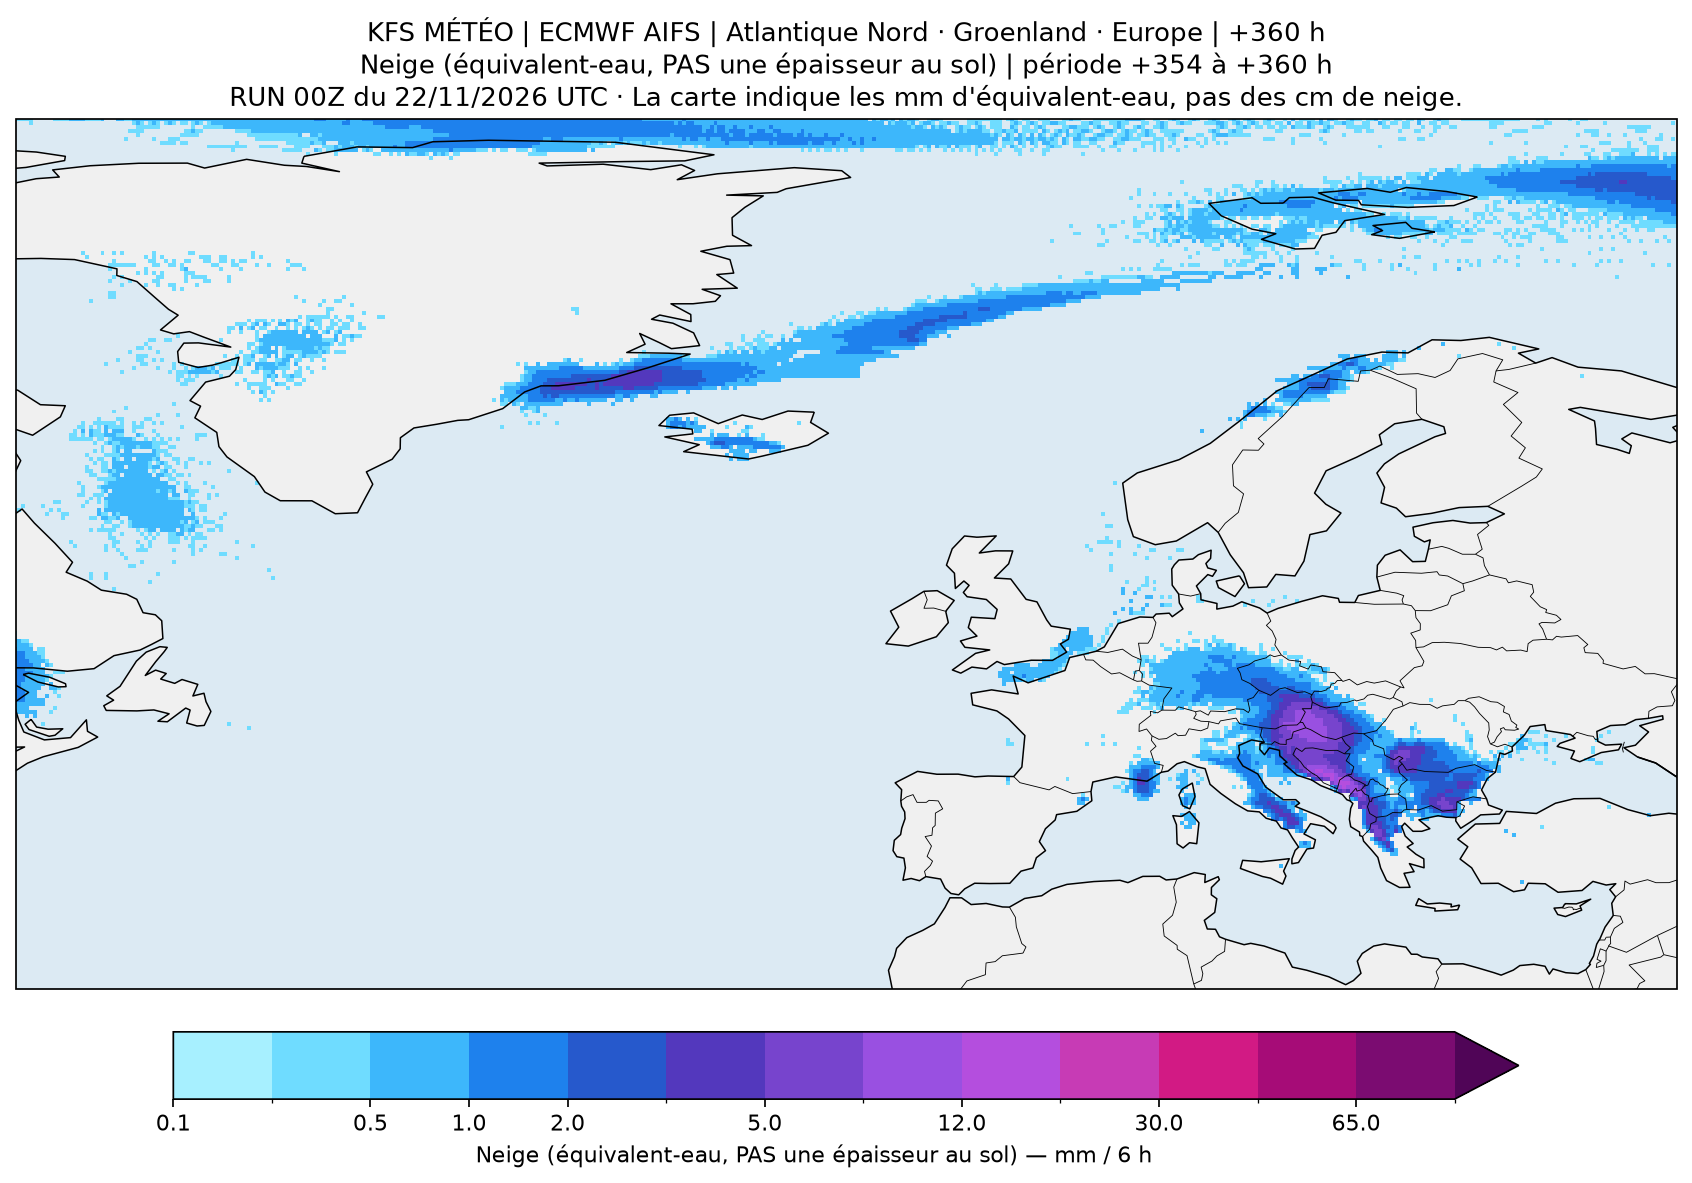 KFS MÉTÉO | ECMWF AIFS | Atlantique Nord · Groenland · Europe | +360 h
Neige (équivalent-eau, PAS une épaisseur au sol) | période +354 à +360 h
RUN 00Z du 22/11/2026 UTC · La carte indique les mm d'équivalent-eau, pas des cm de neige.
0.1 0.5 1.0 2.0 5.0 12.0 30.0 65.0
Neige (équivalent-eau, PAS une épaisseur au sol) — mm / 6 h